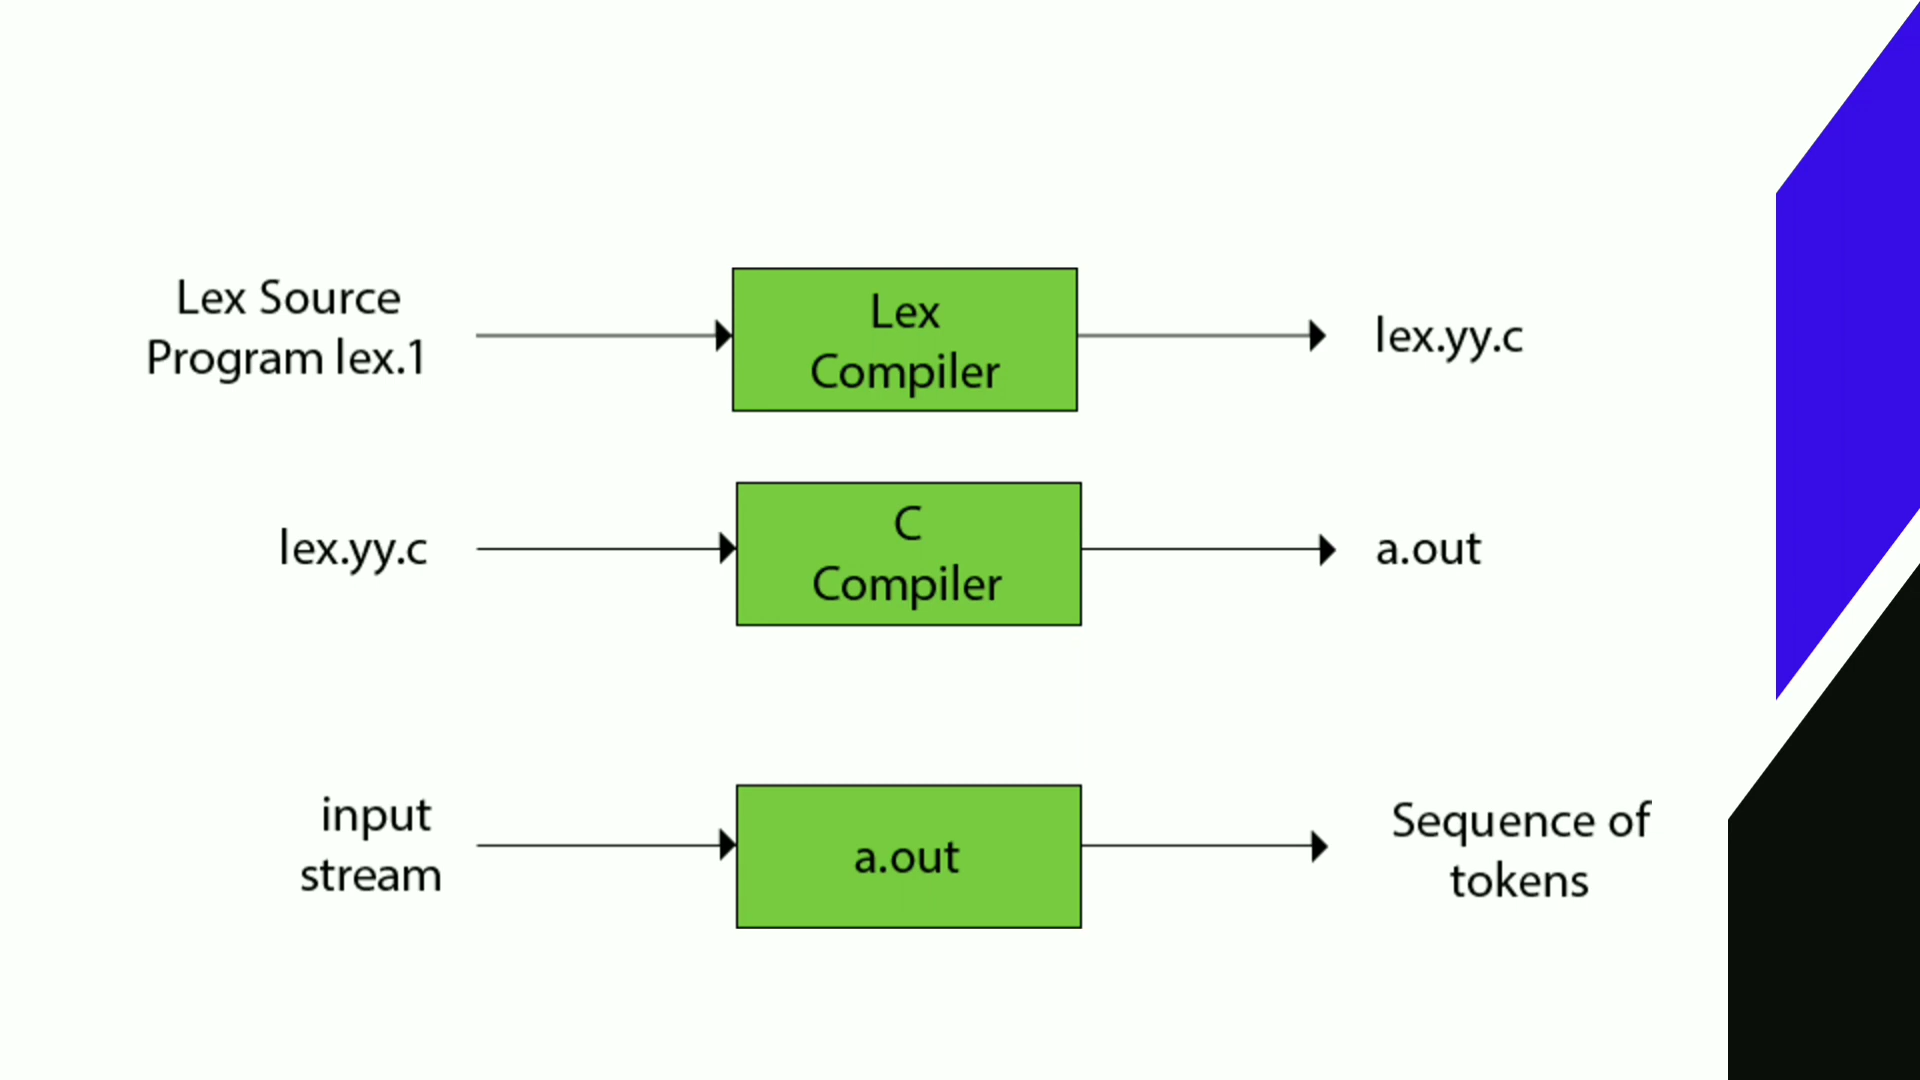 Lex Source
Program lex.1
Lex
Compiler
lex.yy.c
lex.yy.c
C
Compiler
a.out
input
stream
a.out
Sequence of
tokens